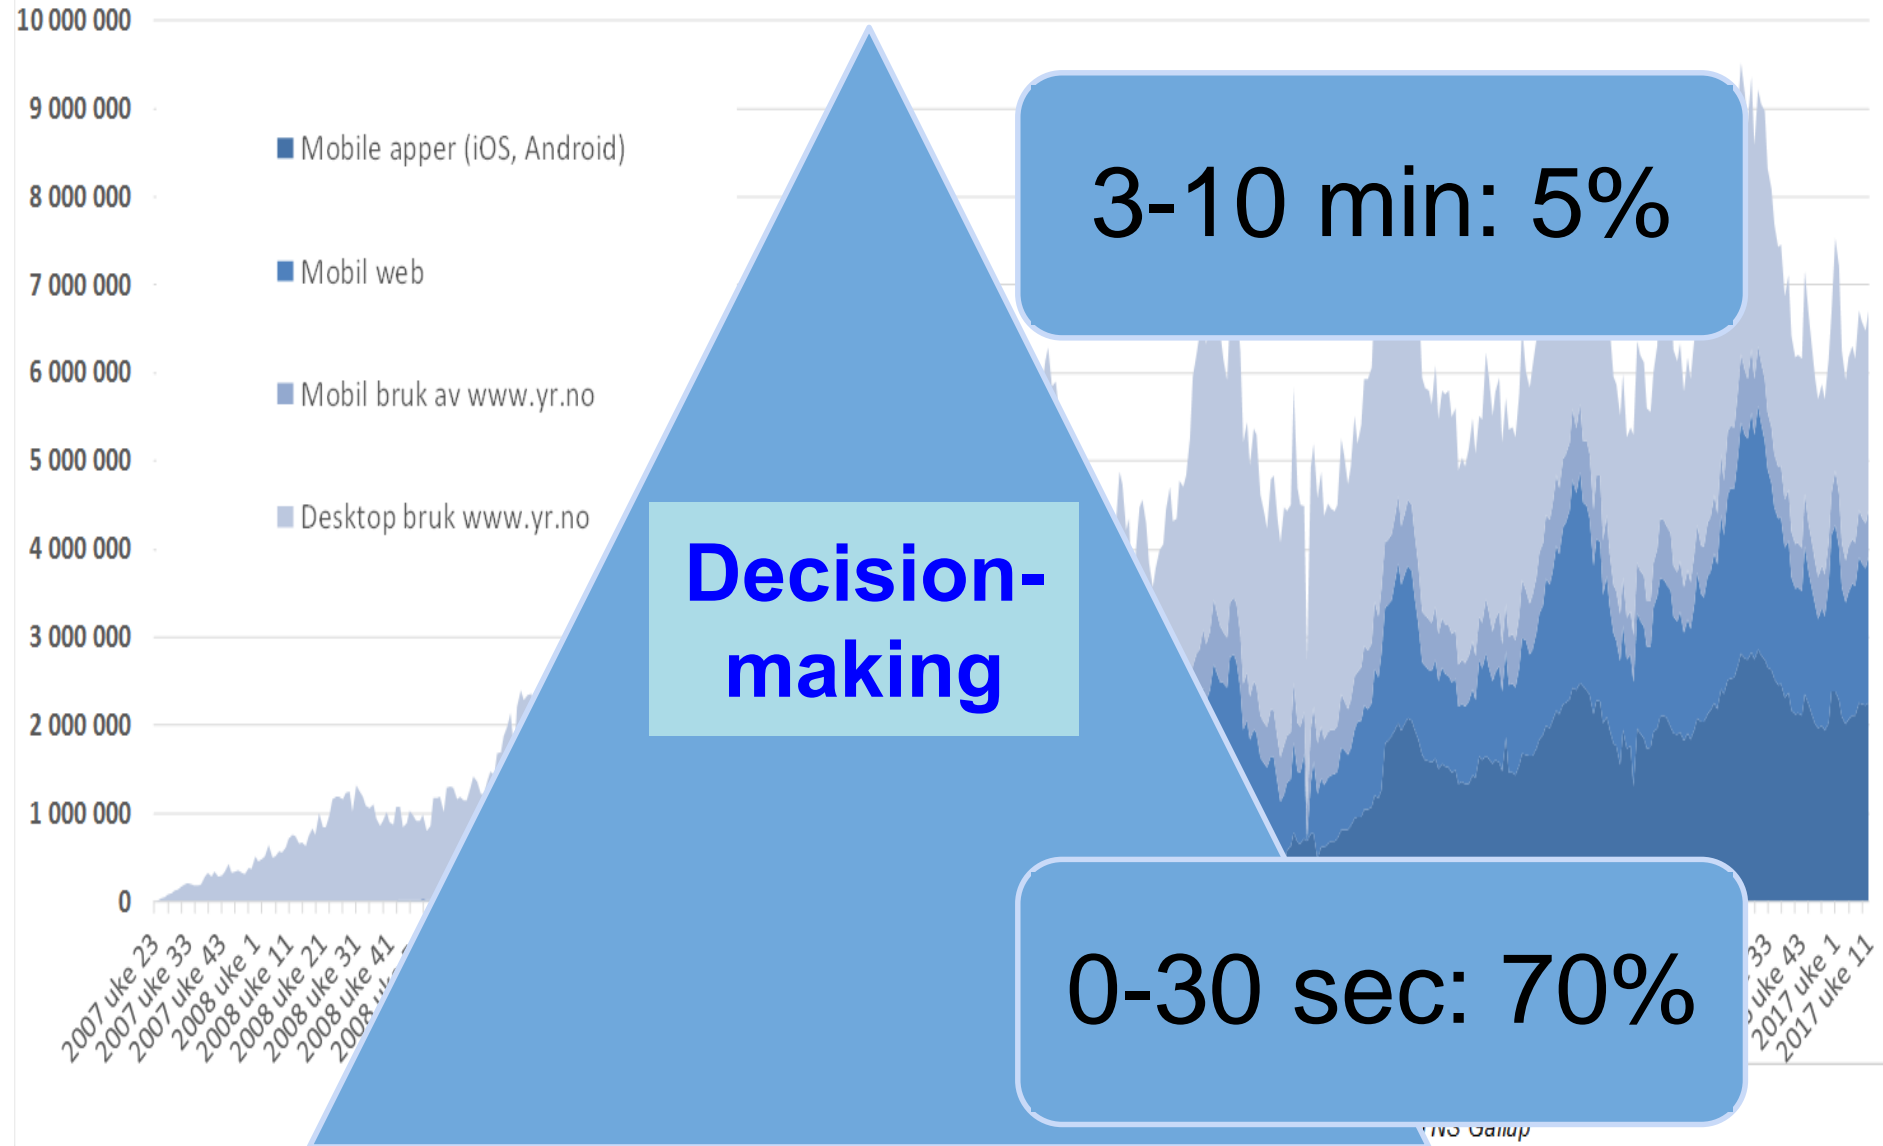 10 000 000
9 000 000
8 000 000
7 000 000
6 000 000
5 000 000
4 000 000
3 000 000
2 000 000
1 000 000
0
Mobile apper (iOS, Android)
Mobil web
Mobil bruk av www.yr.no
Desktop bruk www.yr.no
3-10 min: 5%
Decision-
making
0-30 sec: 70%
2007 uke 23
2007 uke 33
2007 uke 43
2008 uke 1
2008 uke 11
2008 uke 21
2008 uke 31
2008 uke 41
2008
33
uke 43
2017 uke 1
2017 uke 11
TNS Gallup